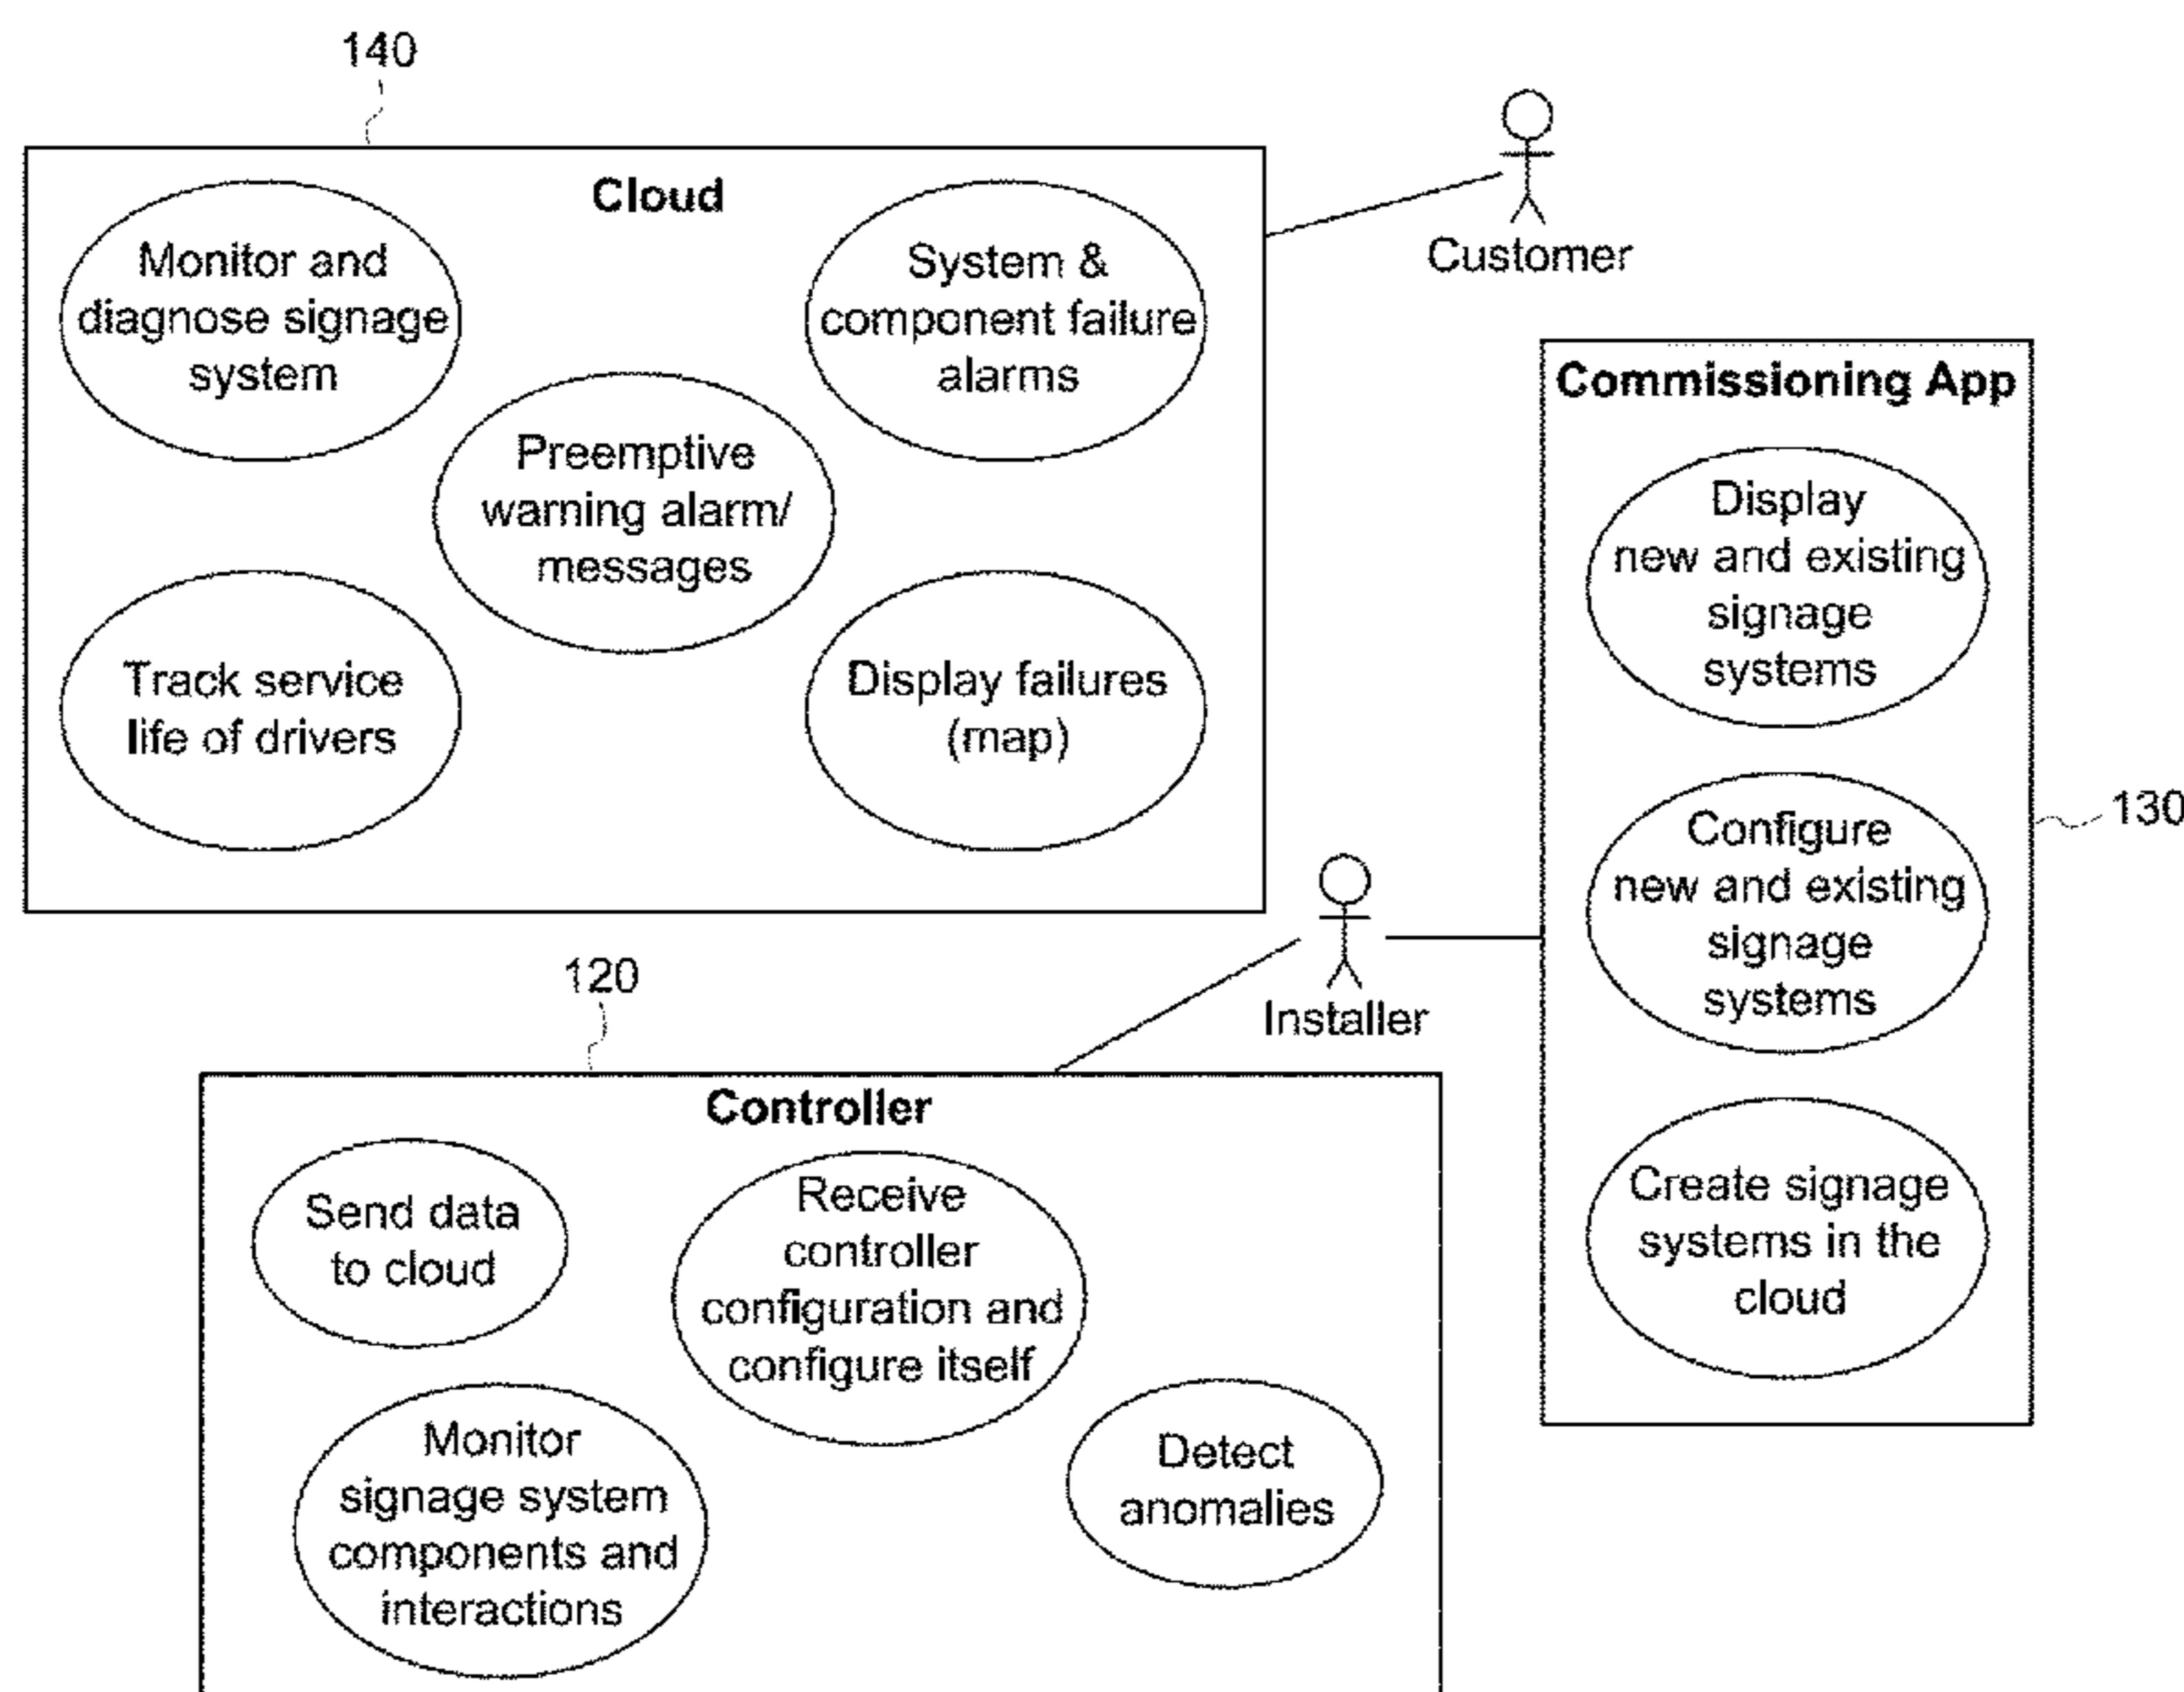 140
Cloud
Monitor and
diagnose signage
system
System &
component failure
alarms
Preemptive
warning alarm/
messages
Track service
life of drivers
Display failures
(map)
Customer
Commissioning App
Display
new and existing
signage
systems
Configure
new and existing
signage
systems
Create signage
systems in the
cloud
130
Installer
120
Controller
Send data
to cloud
Receive
controller
configuration and
configure itself
Monitor
signage system
components and
interactions
Detect
anomalies